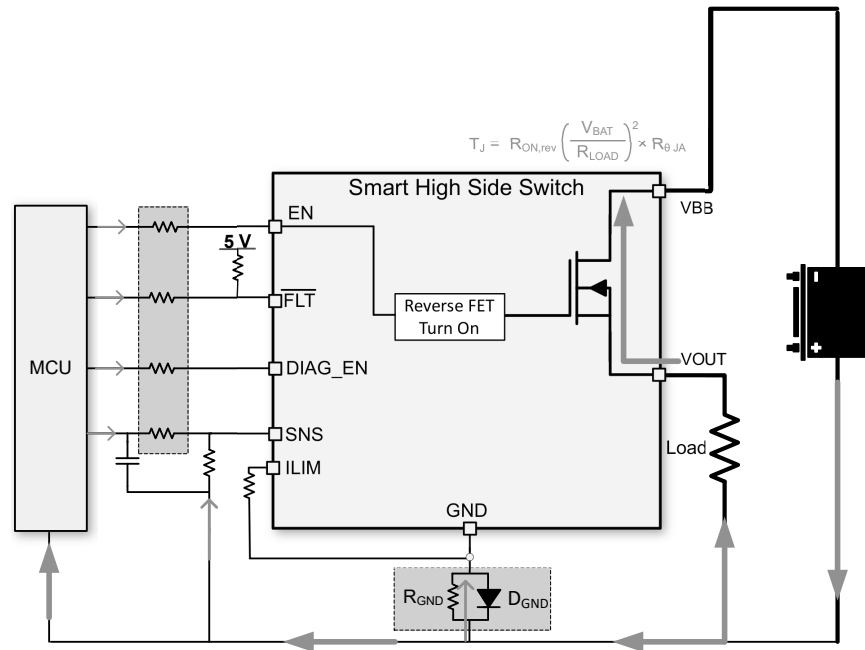 T_J = R_ON,rev (V_BAT / R_LOAD)² × R_θJA
Smart High Side Switch
VBB
EN
5 V
FLT
Reverse FET
Turn On
MCU
DIAG_EN
VOUT
SNS
Load
ILIM
GND
R_GND
D_GND
-
+